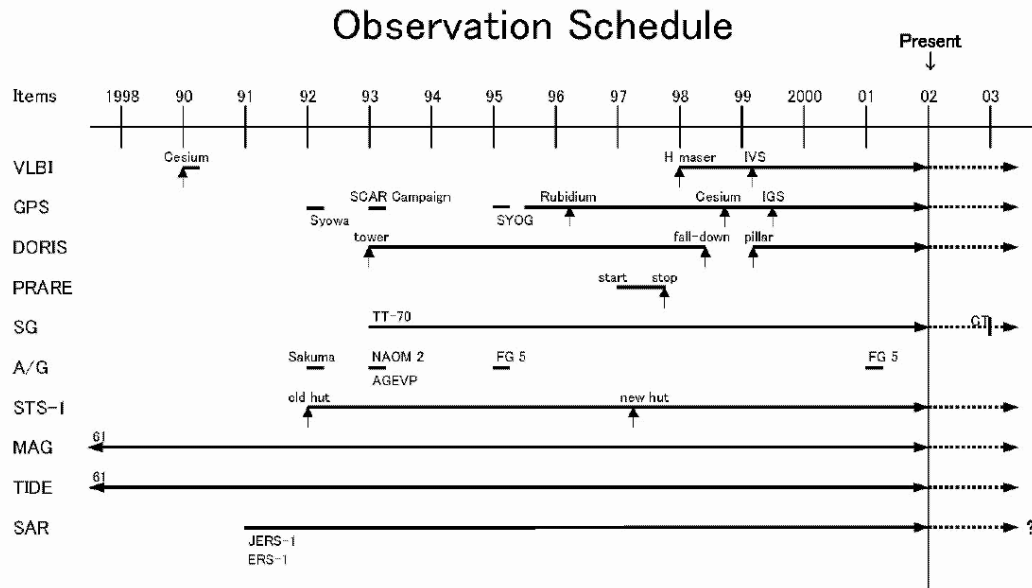 Observation Schedule
Present
↓
Items 1998 90 91 92 93 94 95 96 97 98 99 2000 01 02 03
VLBI Cesium H maser IVS
GPS Syowa SCAR Campaign SYOG Rubidium Cesium IGS
DORIS tower fall-down pillar
PRARE start stop
SG TT-70 CT
A/G Sakuma NAOM 2 FG 5 FG 5
AGEVP
STS-1 old hut new hut
MAG 61
TIDE 61
SAR ?
JERS-1
ERS-1